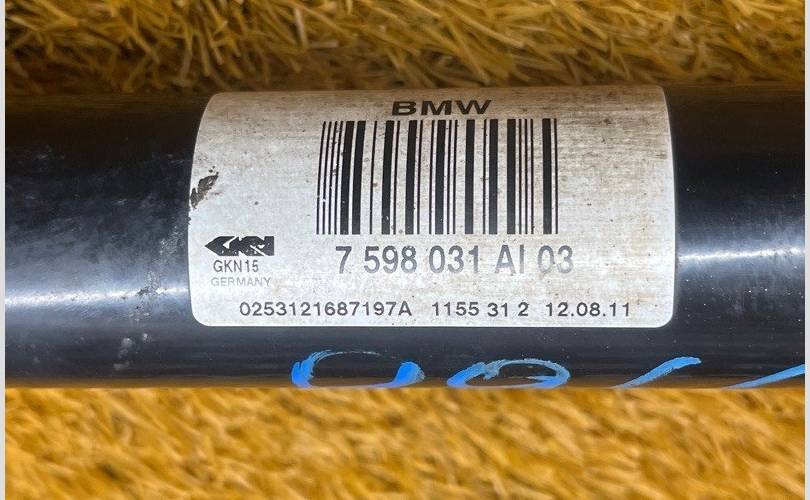 BMW
7 598 031 AI 03
GKN
GKN15
GERMANY
0253121687197A 1155 31 2 12.08.11